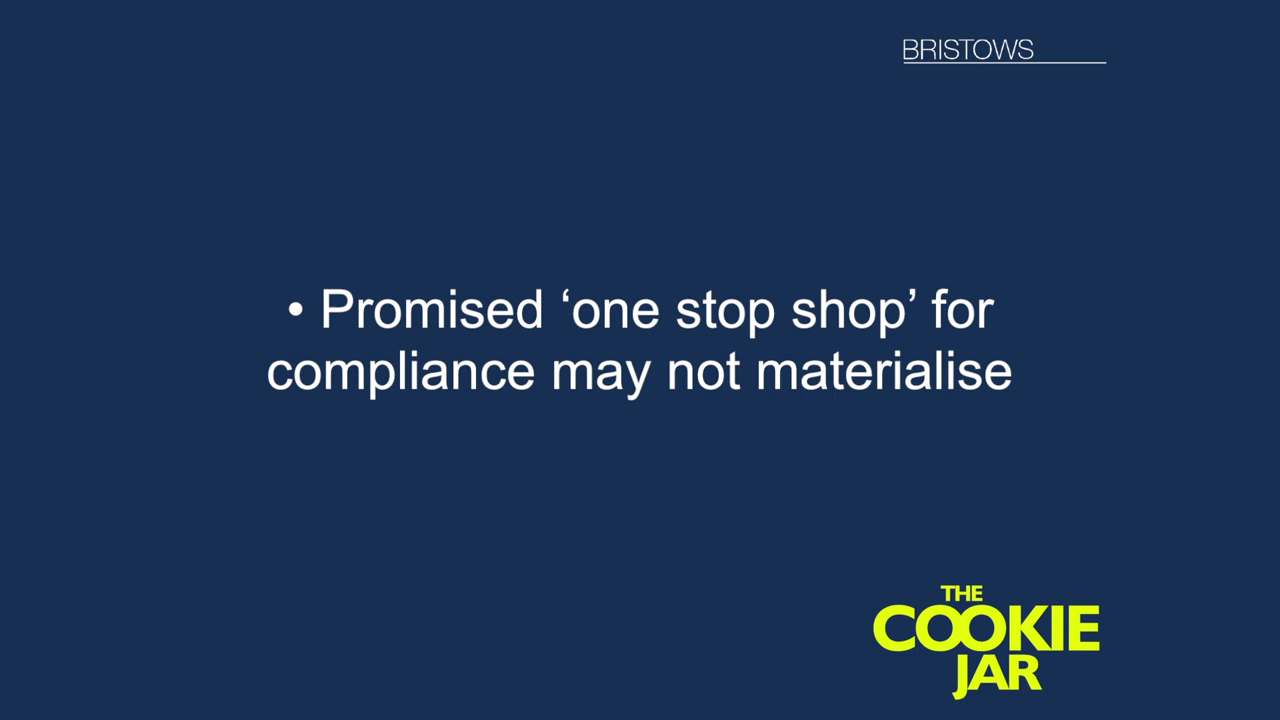 BRISTOWS
• Promised ‘one stop shop’ for
compliance may not materialise
THE
COOKIE
JAR